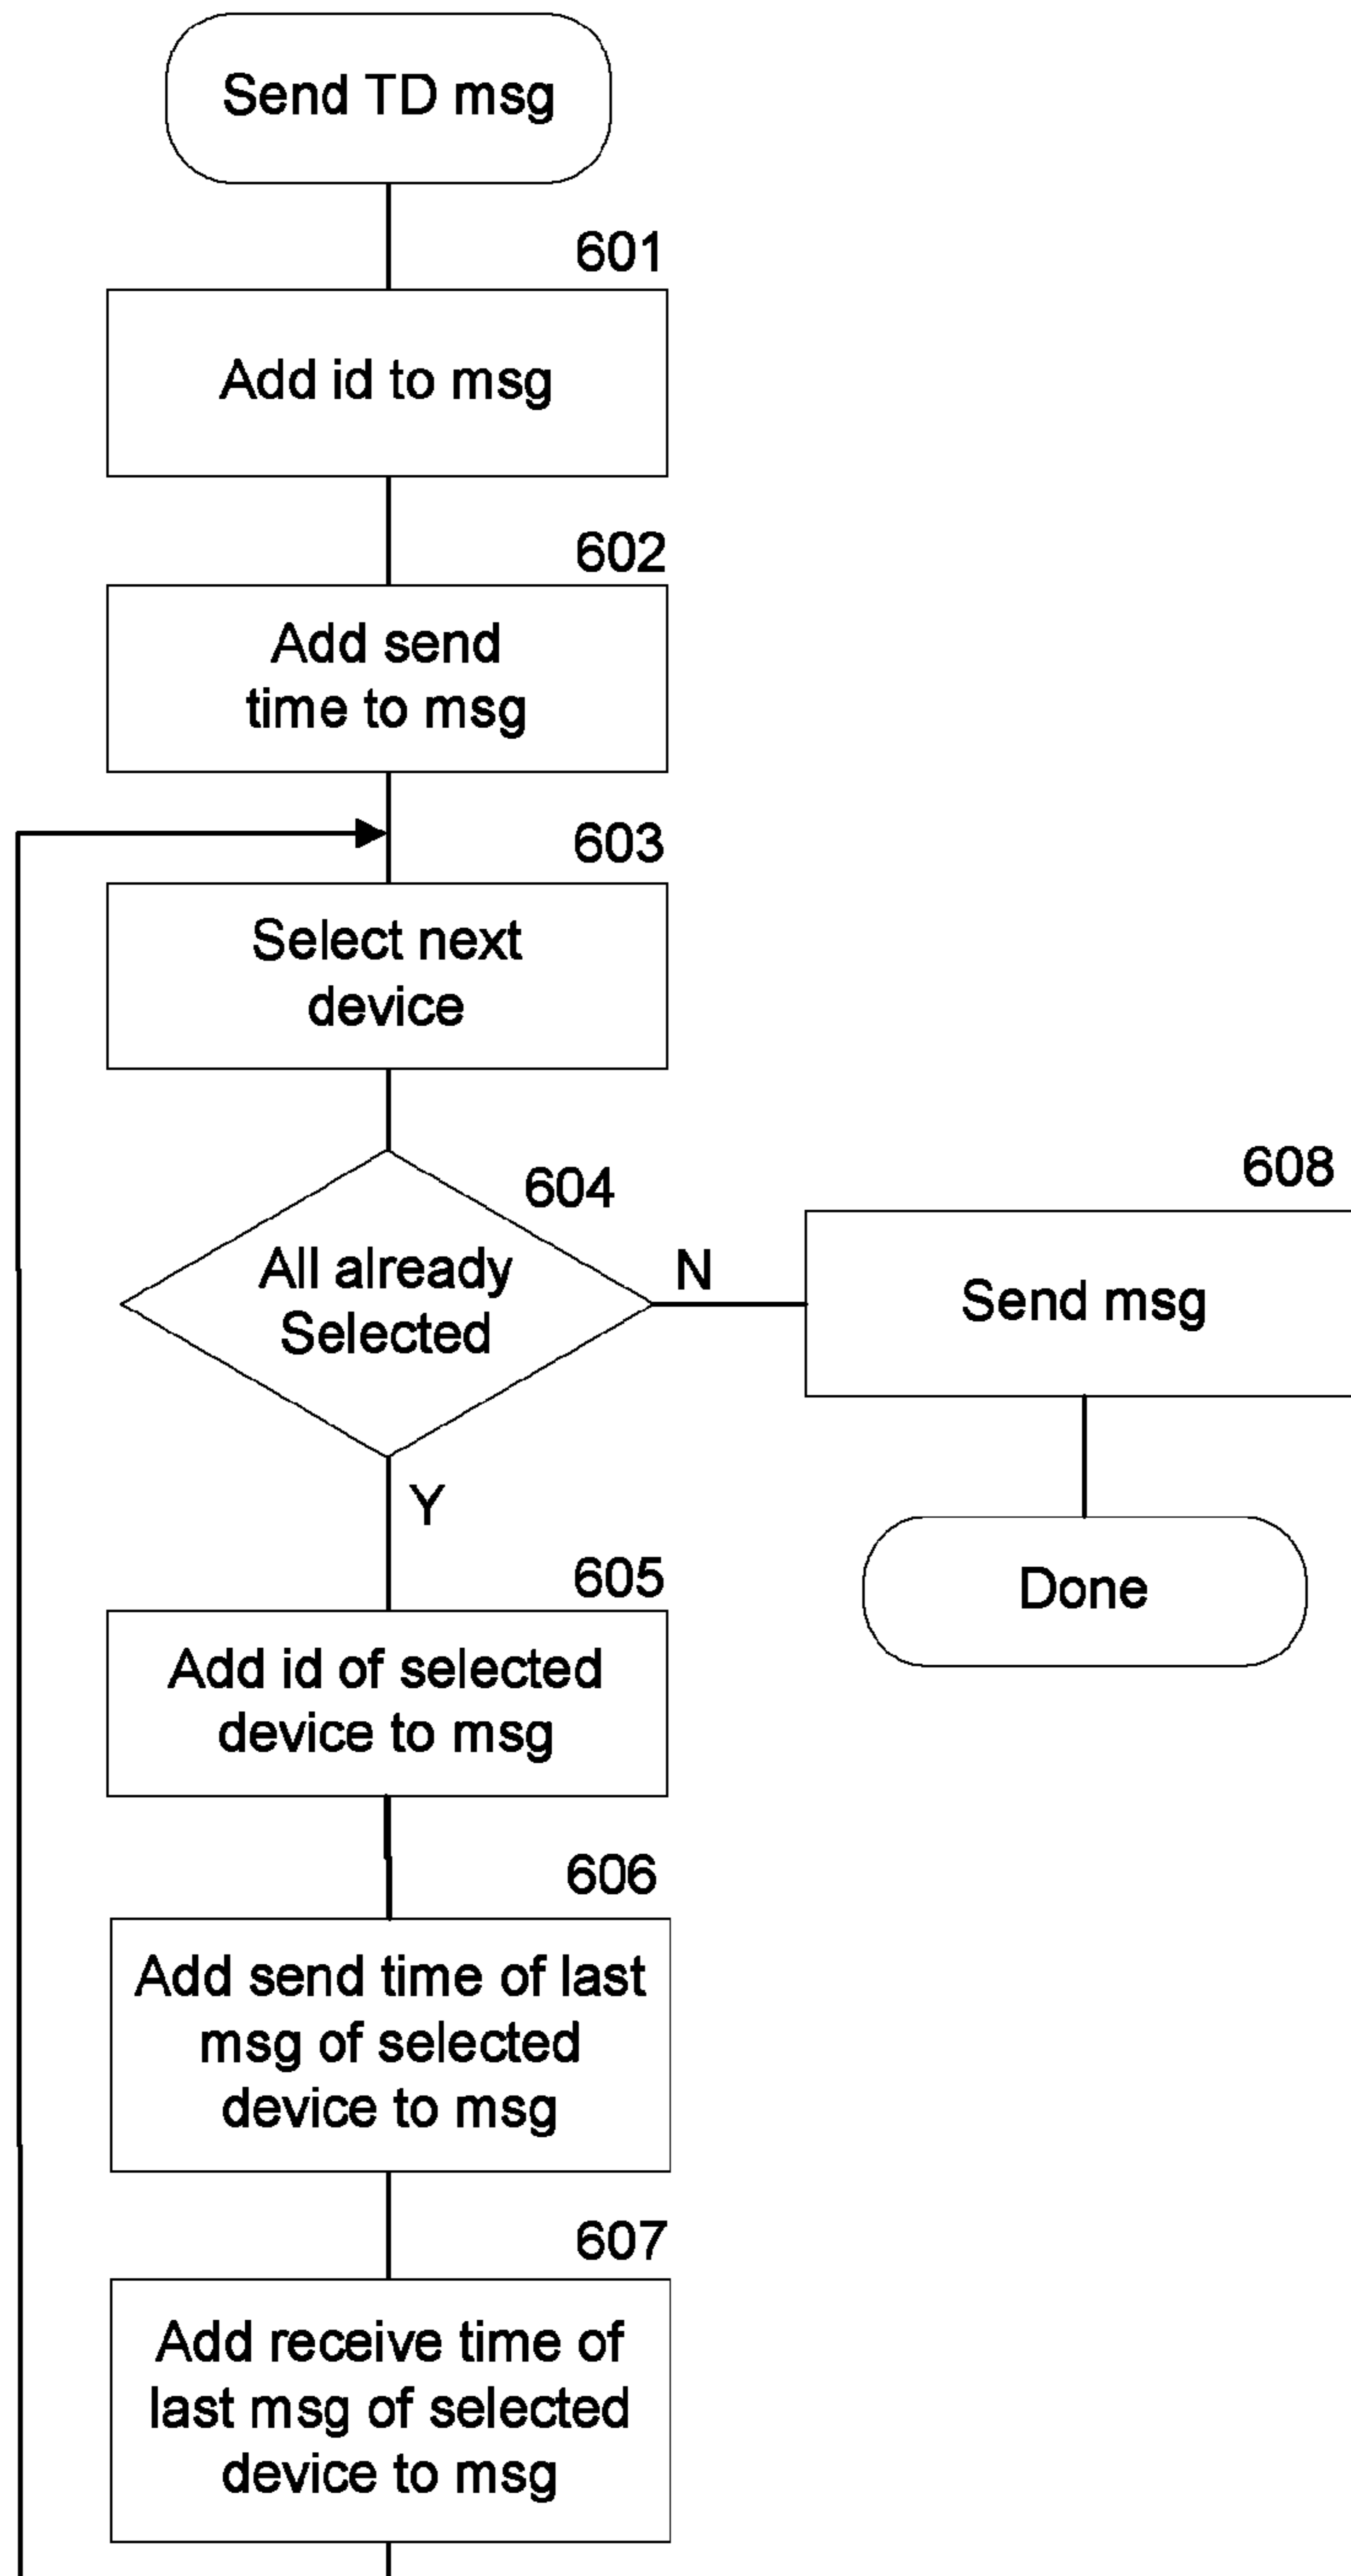 Send TD msg
601
Add id to msg
602
Add send
time to msg
603
Select next
device
604
All already
Selected
N
608
Send msg
Y
Done
605
Add id of selected
device to msg
606
Add send time of last
msg of selected
device to msg
607
Add receive time of
last msg of selected
device to msg